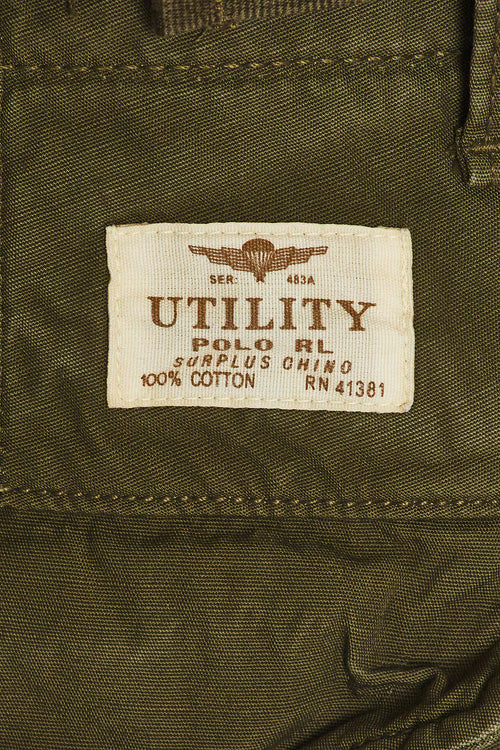 SER: 483A
UTILITY
POLO RL
SURPLUS CHINO
100% COTTON RN 41381